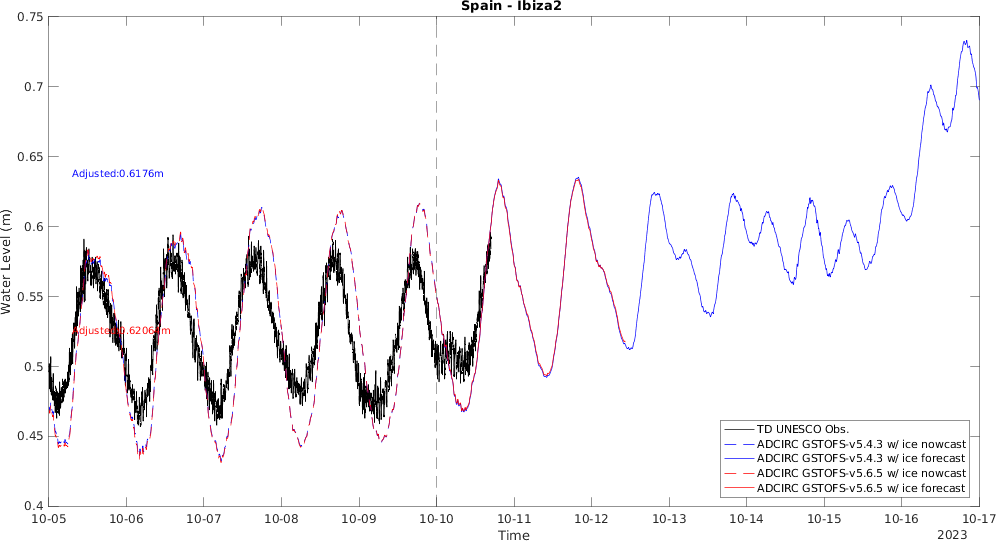 Spain - Ibiza2
0.75
0.7
0.65
0.6
0.55
0.5
0.45
0.4
Water Level (m)
Adjusted:0.6176m
TD UNESCO Obs.
ADCIRC GSTOFS-v5.4.3 w/ ice nowcast
ADCIRC GSTOFS-v5.4.3 w/ ice forecast
ADCIRC GSTOFS-v5.6.5 w/ ice nowcast
ADCIRC GSTOFS-v5.6.5 w/ ice forecast
10-05 10-06 10-07 10-08 10-09 10-10 10-11 10-12 10-13 10-14 10-15 10-16 10-17
Time
2023